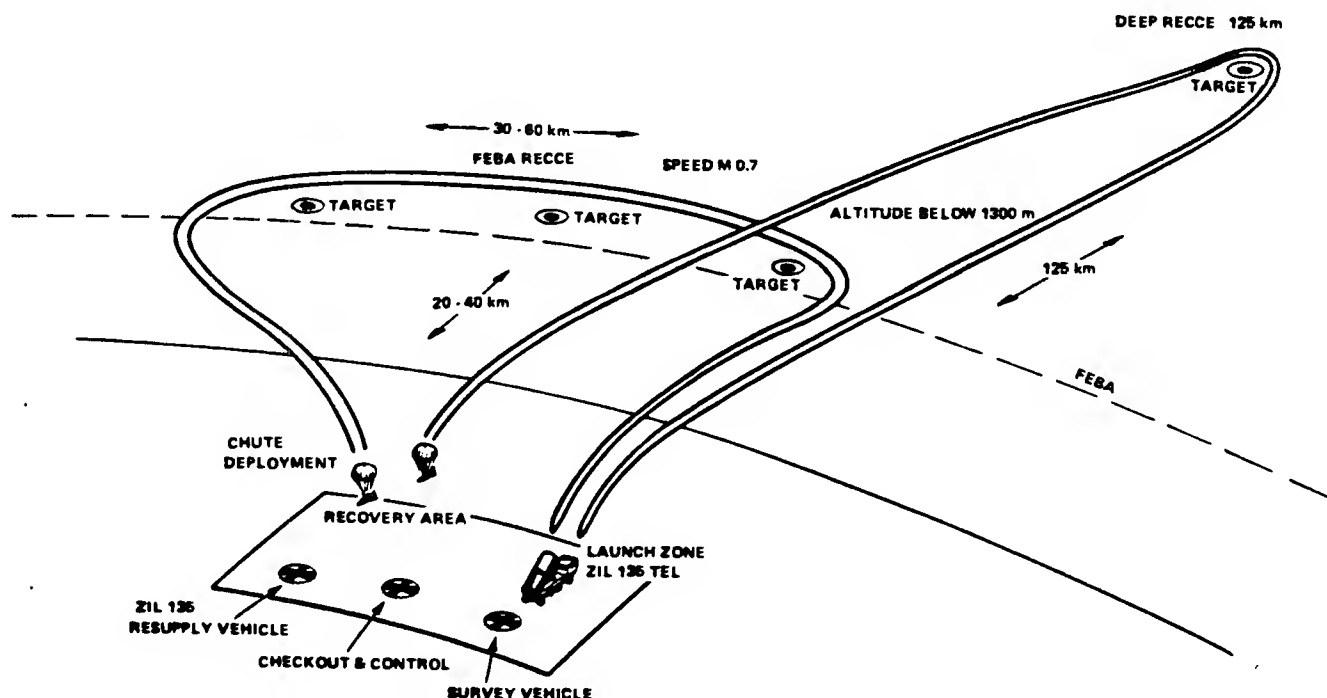 DEEP RECCE 125 km
TARGET
30 - 60 km
FEBA RECCE
SPEED M 0.7
TARGET
TARGET
ALTITUDE BELOW 1300 m
TARGET
125 km
20 - 40 km
FEBA
CHUTE
DEPLOYMENT
RECOVERY AREA
LAUNCH ZONE
ZIL 135 TEL
ZIL 135
RESUPPLY VEHICLE
CHECKOUT & CONTROL
SURVEY VEHICLE